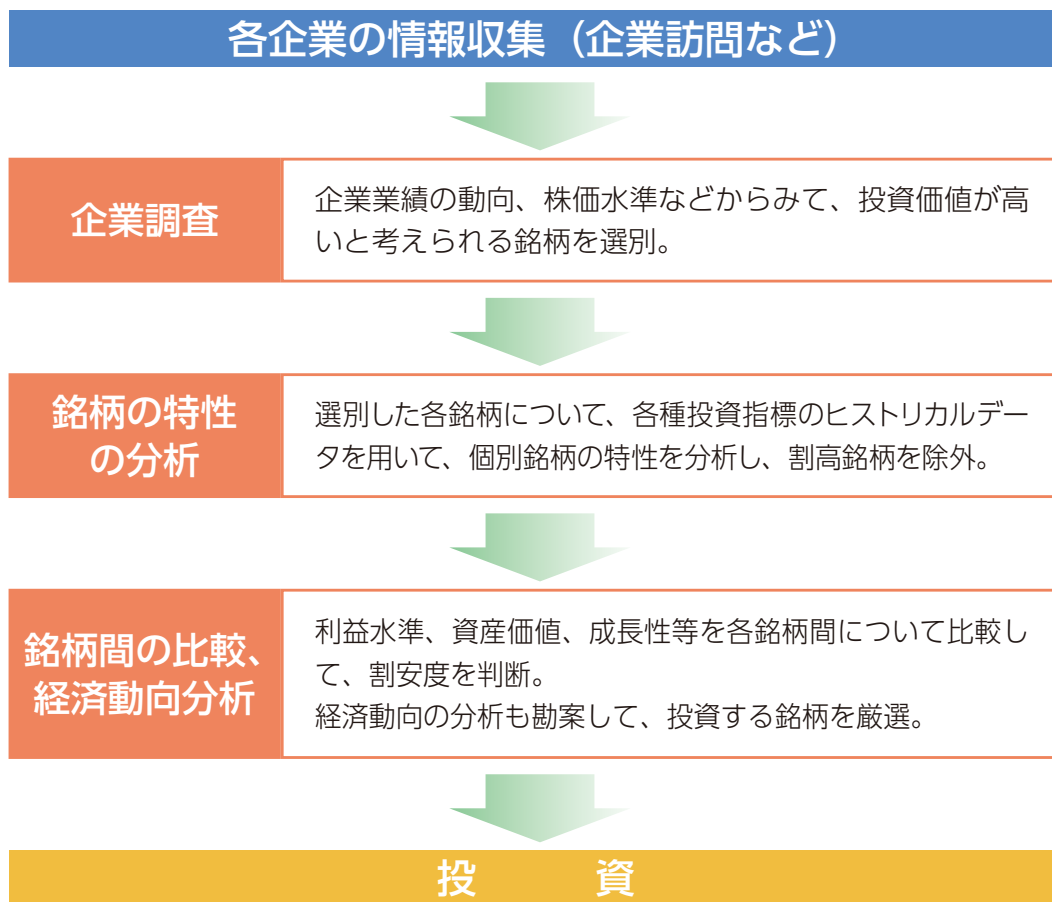 各企業の情報収集（企業訪問など）
企業調査
企業業績の動向、株価水準などからみて、投資価値が高
いと考えられる銘柄を選別。
銘柄の特性
の分析
選別した各銘柄について、各種投資指標のヒストリカルデー
タを用いて、個別銘柄の特性を分析し、割高銘柄を除外。
銘柄間の比較、
経済動向分析
利益水準、資産価値、成長性等を各銘柄間について比較し
て、割安度を判断。
経済動向の分析も勘案して、投資する銘柄を厳選。
投　　　資